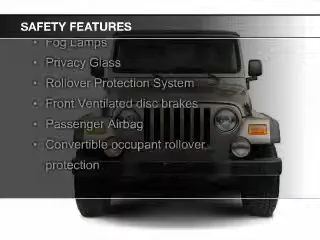 SAFETY FEATURES
• Fog Lamps
• Privacy Glass
• Rollover Protection System
• Front Ventilated disc brakes
• Passenger Airbag
• Convertible occupant rollover
protection